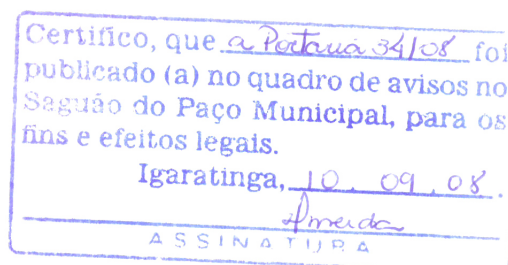 Certifico, que a Portaria 34/08 foi
publicado (a) no quadro de avisos no
Saguão do Paço Municipal, para os
fins e efeitos legais.
Igaratinga, 10 . 09 . 08 .
Almeida
ASSINATURA